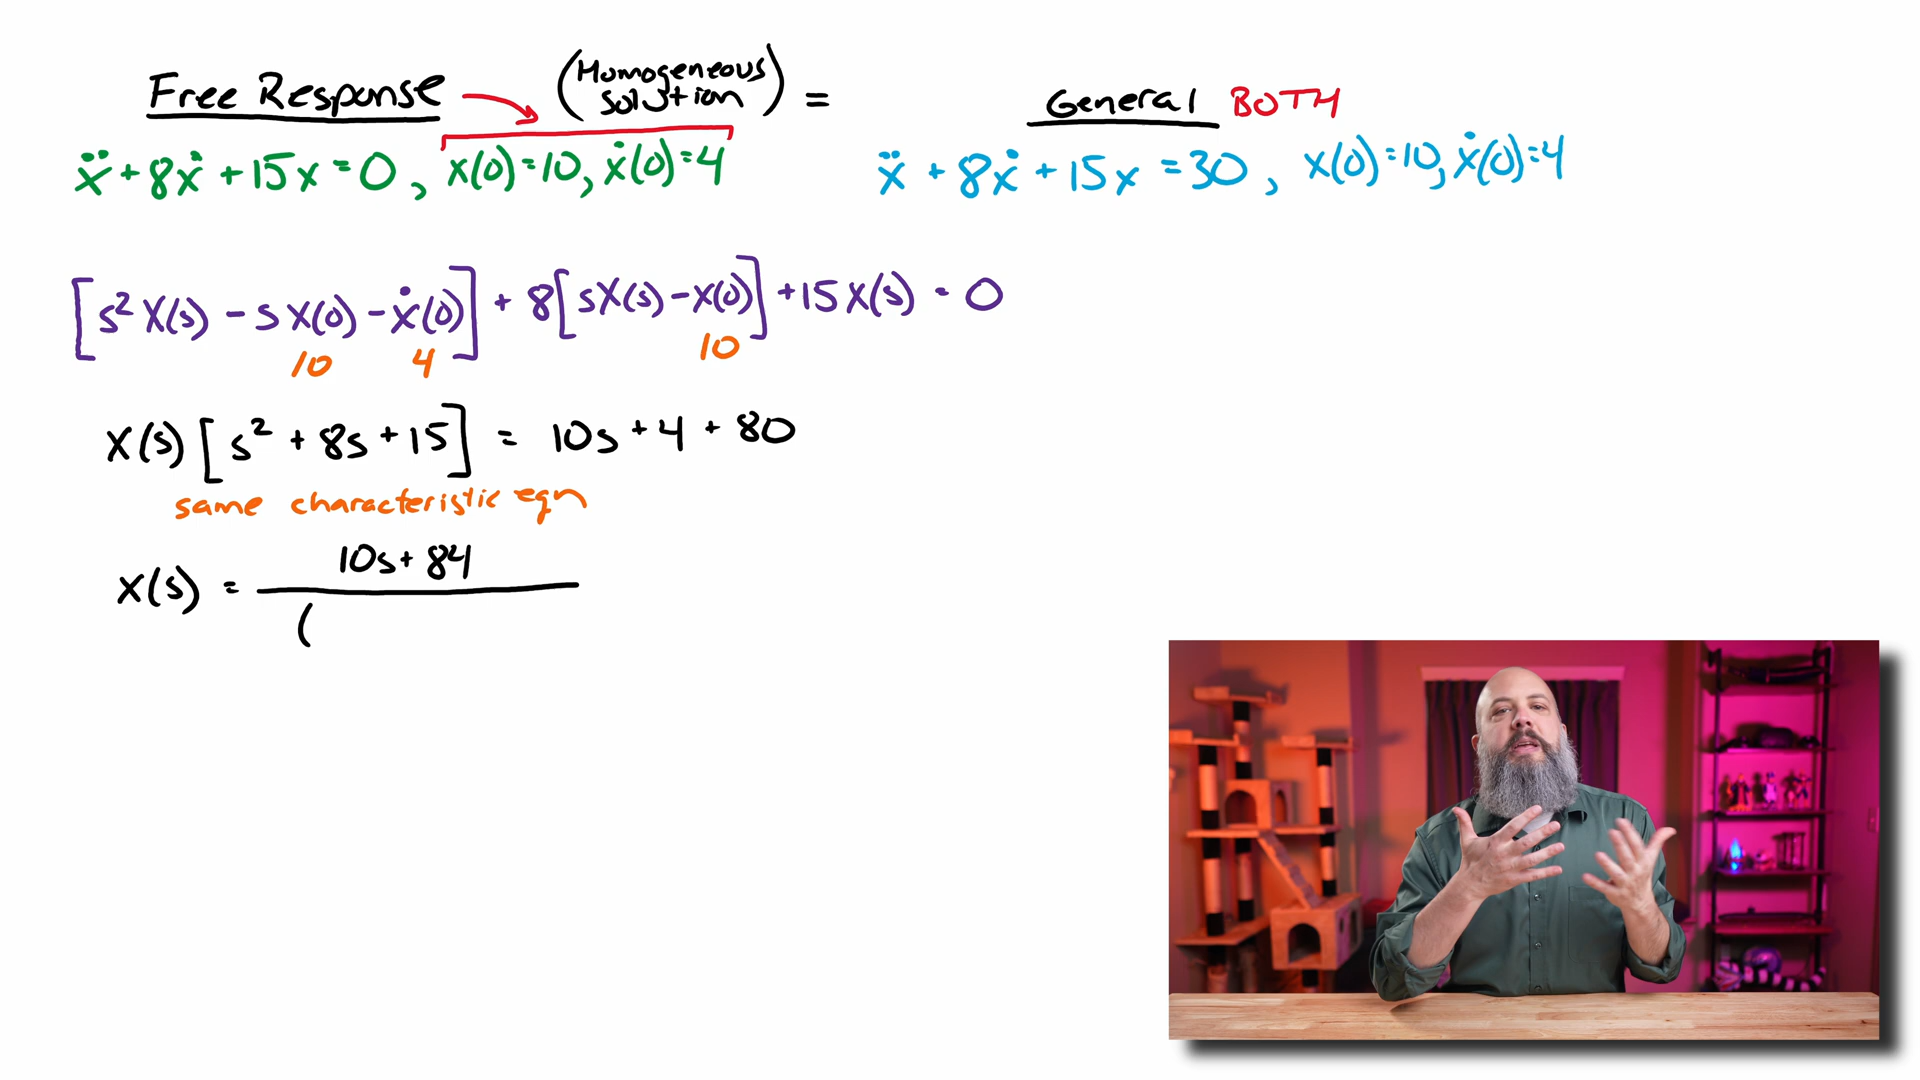 Free Response (Homogeneous solution) =
ẍ + 8ẋ + 15x = 0, x(0)=10, ẋ(0)=4
General BOTH
ẍ + 8ẋ + 15x = 30, x(0)=10, ẋ(0)=4
[s²X(s) - sx(0) - ẋ(0)] + 8[sX(s) - x(0)] + 15X(s) = 0
10 4 10
X(s)[s² + 8s + 15] = 10s + 4 + 80
same characteristic eqn
10s + 84
X(s) =
(